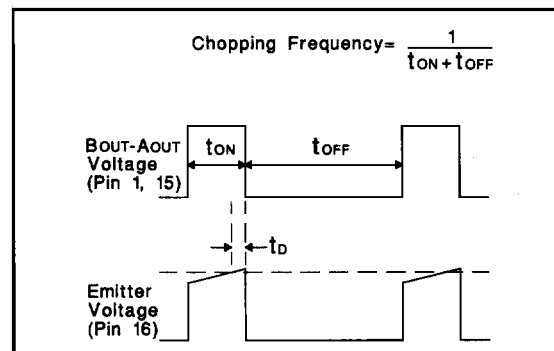 Chopping Frequency= 1
tON+tOFF
BOUT-AOUT
Voltage
(Pin 1, 15)
tON
tOFF
tD
Emitter
Voltage
(Pin 16)